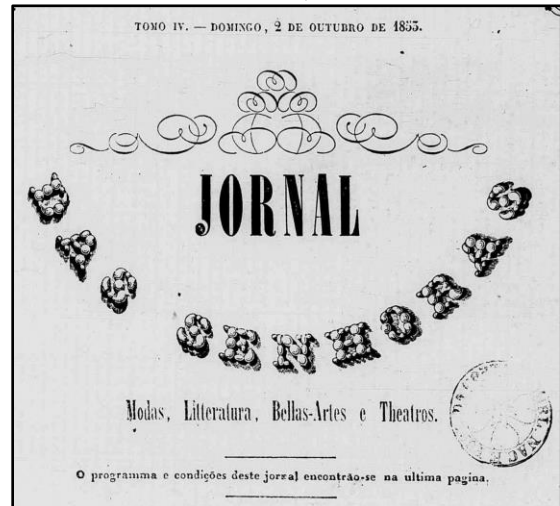 TOMO IV. — DOMINGO, 2 DE OUTUBRO DE 1853.
JORNAL
DAS SENHORAS
Modas, Litteratura, Bellas-Artes e Theatros.
O programma e condições deste jornal encontrão-se na ultima pagina.